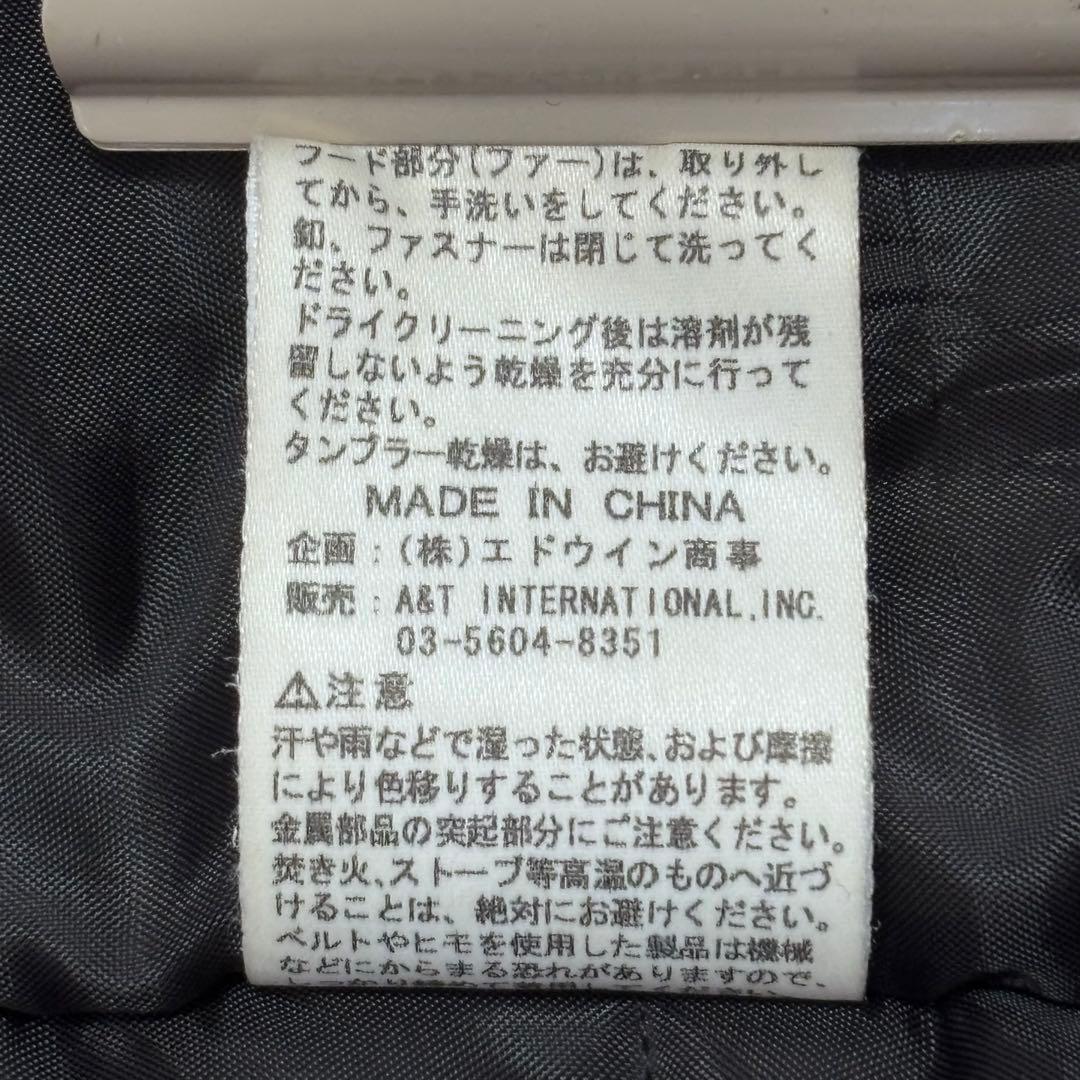 フード部分(ファー)は、取り外し
てから、手洗いをしてください。
釦、ファスナーは閉じて洗ってく
ださい。
ドライクリーニング後は溶剤が残
留しないよう乾燥を充分に行って
ください。
タンブラー乾燥は、お避けください。
MADE IN CHINA
企画：(株)エドウイン商事
販売：A&T INTERNATIONAL,INC.
03-5604-8351
⚠注意
汗や雨などで湿った状態、および摩擦
により色移りすることがあります。
金属部品の突起部分にご注意ください。
焚き火、ストーブ等高温のものへ近づ
けることは、絶対にお避けください。
ベルトやヒモを使用した製品は機械
などにからまる恐れがありますので、